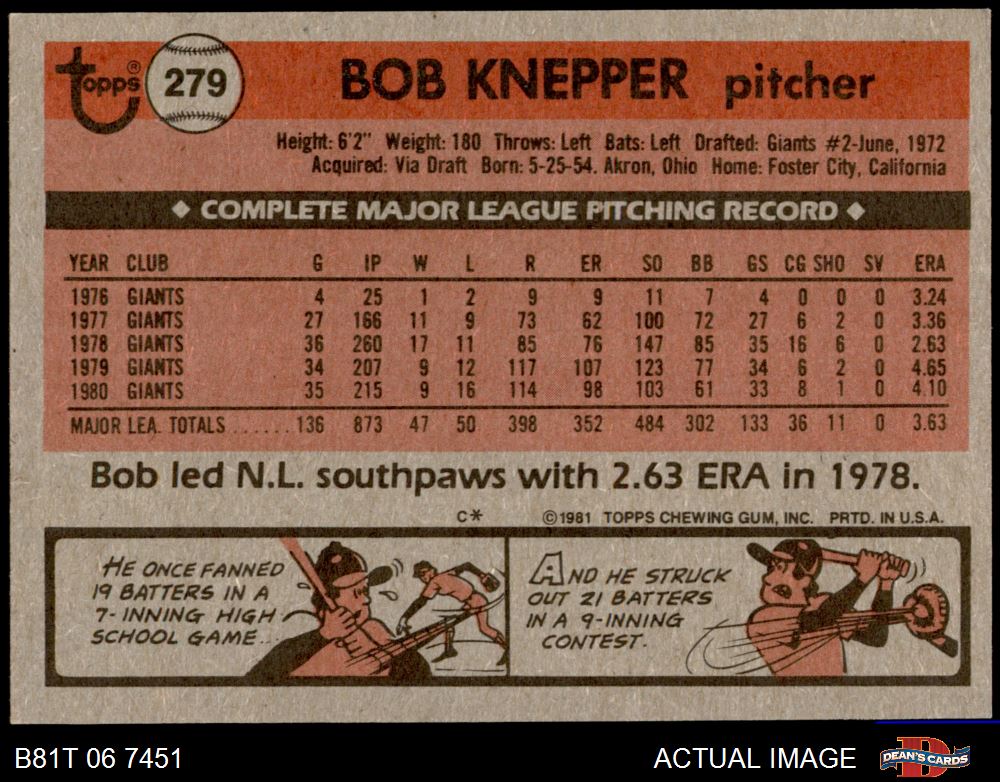 Topps® 279 BOB KNEPPER pitcher
Height: 6'2" Weight: 180 Throws: Left Bats: Left Drafted: Giants #2-June, 1972
Acquired: Via Draft Born: 5-25-54. Akron, Ohio Home: Foster City, California
◆ COMPLETE MAJOR LEAGUE PITCHING RECORD ◆
YEAR CLUB G IP W L R ER SO BB GS CG SHO SV ERA
1976 GIANTS 4 25 1 2 9 9 11 7 4 0 0 0 3.24
1977 GIANTS 27 166 11 9 73 62 100 72 27 6 2 0 3.36
1978 GIANTS 36 260 17 11 85 76 147 85 35 16 6 0 2.63
1979 GIANTS 34 207 9 12 117 107 123 77 34 6 2 0 4.65
1980 GIANTS 35 215 9 16 114 98 103 61 33 8 1 0 4.10
MAJOR LEA. TOTALS ...... 136 873 47 50 398 352 484 302 133 36 11 0 3.63
Bob led N.L. southpaws with 2.63 ERA in 1978.
C* ©1981 TOPPS CHEWING GUM, INC. PRTD. IN U.S.A.
HE ONCE FANNED
19 BATTERS IN A
7-INNING HIGH
SCHOOL GAME...
AND HE STRUCK
OUT 21 BATTERS
IN A 9-INNING
CONTEST.
B81T 06 7451 ACTUAL IMAGE DEAN'S CARDS